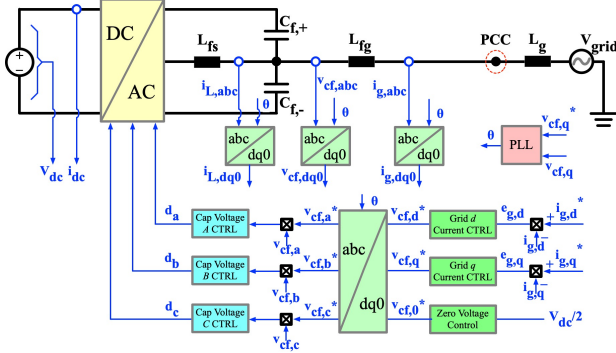 DC
AC
+
−
L_fs
C_f,+
C_f,-
L_fg
PCC
L_g
V_grid
i_L,abc
v_cf,abc
i_g,abc
θ
θ
θ
abc
dq0
abc
dq0
abc
dq0
i_L,dq0
v_cf,dq0
i_g,dq0
θ
PLL
v_cf,q*
v_cf,q
V_dc
i_dc
θ
d_a
Cap Voltage
A CTRL
v_cf,a*
v_cf,a
v_cf,d*
Grid d
Current CTRL
e_g,d
+
i_g,d*
i_g,d
−
abc
dq0
d_b
Cap Voltage
B CTRL
v_cf,b*
v_cf,b
v_cf,q*
Grid q
Current CTRL
e_g,q
+
i_g,q*
i_g,q
−
d_c
Cap Voltage
C CTRL
v_cf,c*
v_cf,c
v_cf,0*
Zero Voltage
Control
V_dc/2